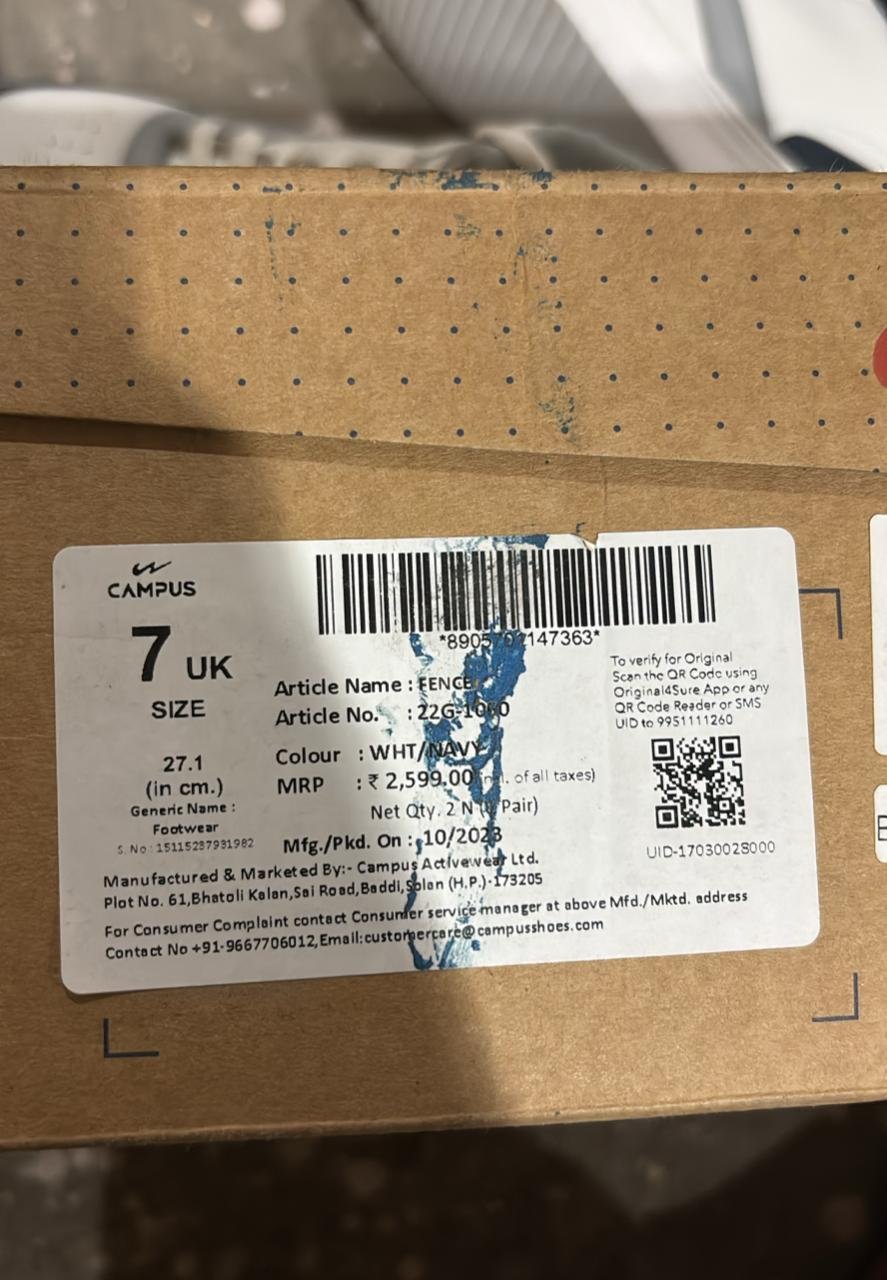 CAMPUS
7 UK
SIZE
27.1
(in cm.)
Generic Name :
Footwear
S. No : 15115237931982
147363*
Article Name : FENCE
Article No. : 22G-1060
Colour : WHT/NAVY
MRP : ₹ 2,599.00 of all taxes)
Net Qty. 2 N Pair)
Mfg./Pkd. On : 10/2023
To verify for Original
Scan the QR Code using
Original4Sure App or any
QR Code Reader or SMS
UID to 9951111260
UID-17030028000
Manufactured & Marketed By:- Campus Activewear Ltd.
Plot No. 61,Bhatoli Kalan,Sai Road,Baddi,Solan (H.P.)-173205
For Consumer Complaint contact Consumer service manager at above Mfd./Mktd. address
Contact No +91-9667706012,Email:customercare@campusshoes.com